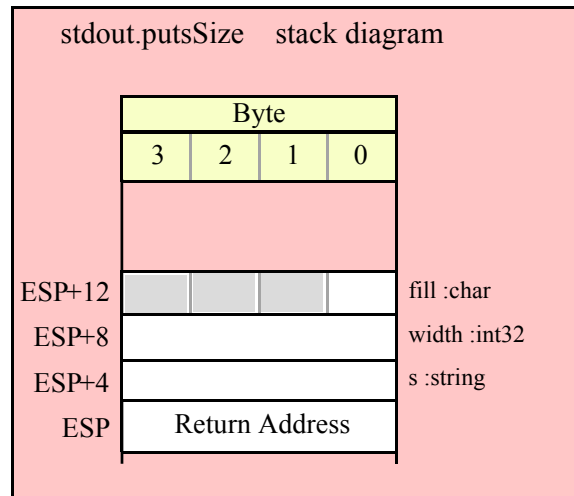 stdout.putsSize stack diagram
Byte
3 2 1 0
ESP+12 fill :char
ESP+8 width :int32
ESP+4 s :string
ESP Return Address